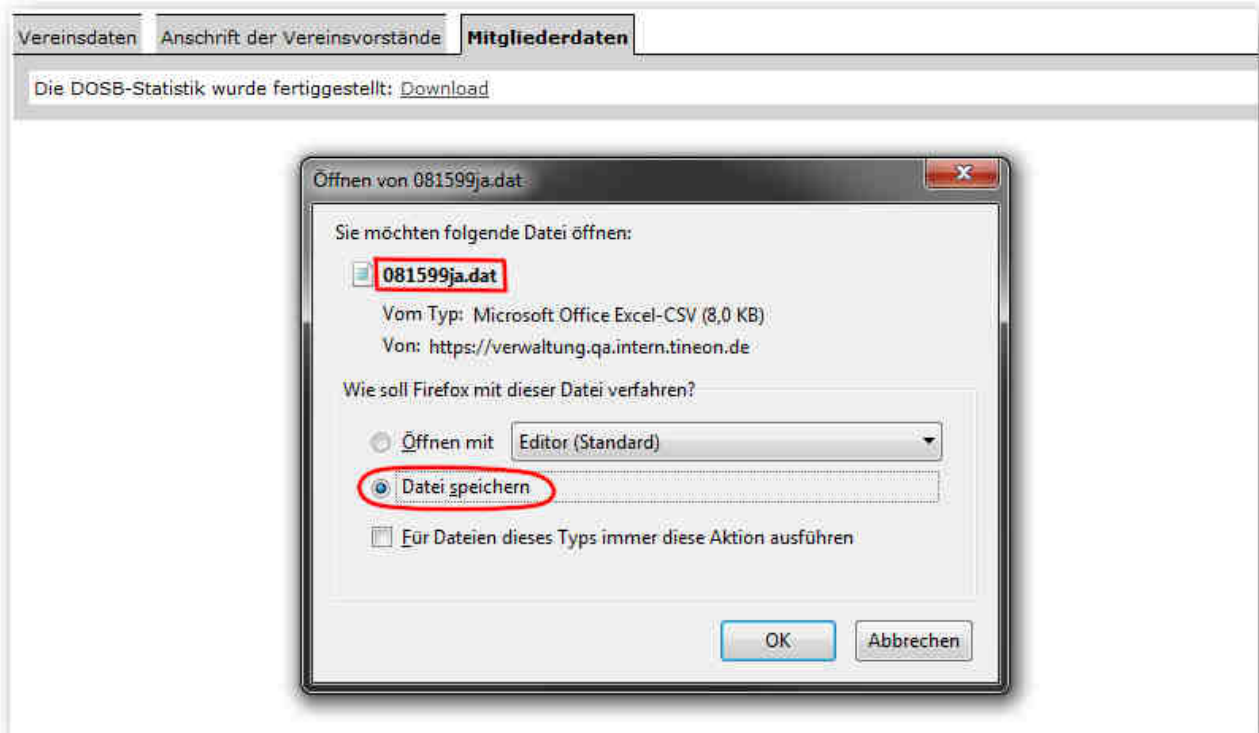 Vereinsdaten Anschrift der Vereinsvorstände Mitgliederdaten
Die DOSB-Statistik wurde fertiggestellt: Download
Öffnen von 081599ja.dat
Sie möchten folgende Datei öffnen:
081599ja.dat
Vom Typ: Microsoft Office Excel-CSV (8,0 KB)
Von: https://verwaltung.qa.intern.tineon.de
Wie soll Firefox mit dieser Datei verfahren?
Öffnen mit Editor (Standard)
Datei speichern
Für Dateien dieses Typs immer diese Aktion ausführen
OK Abbrechen